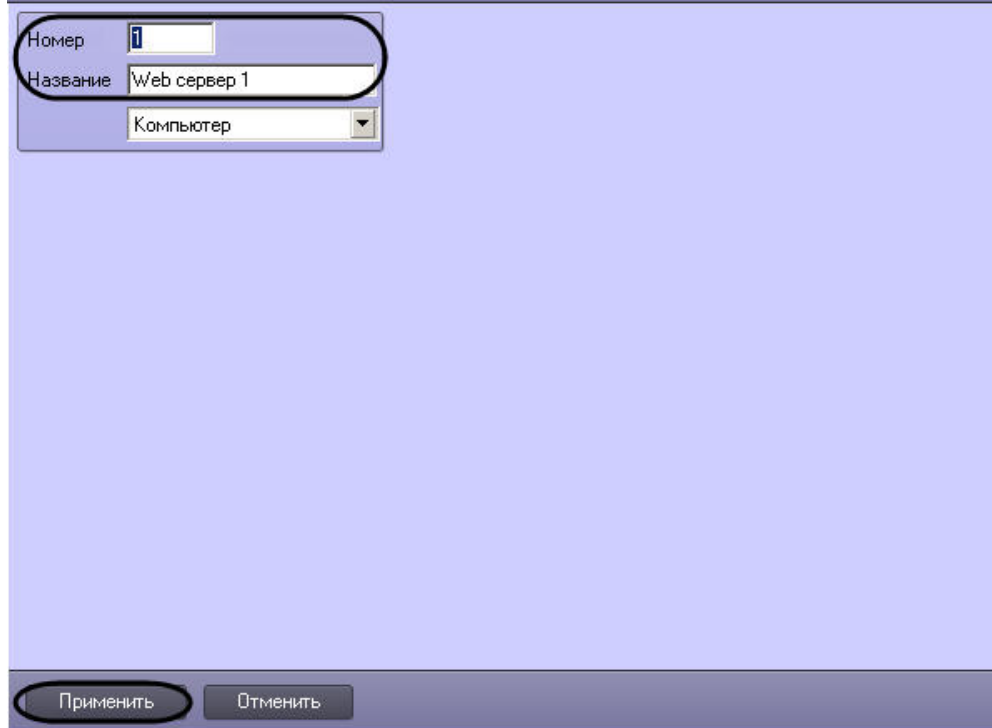 Номер 1
Название Web сервер 1
Компьютер
Применить Отменить